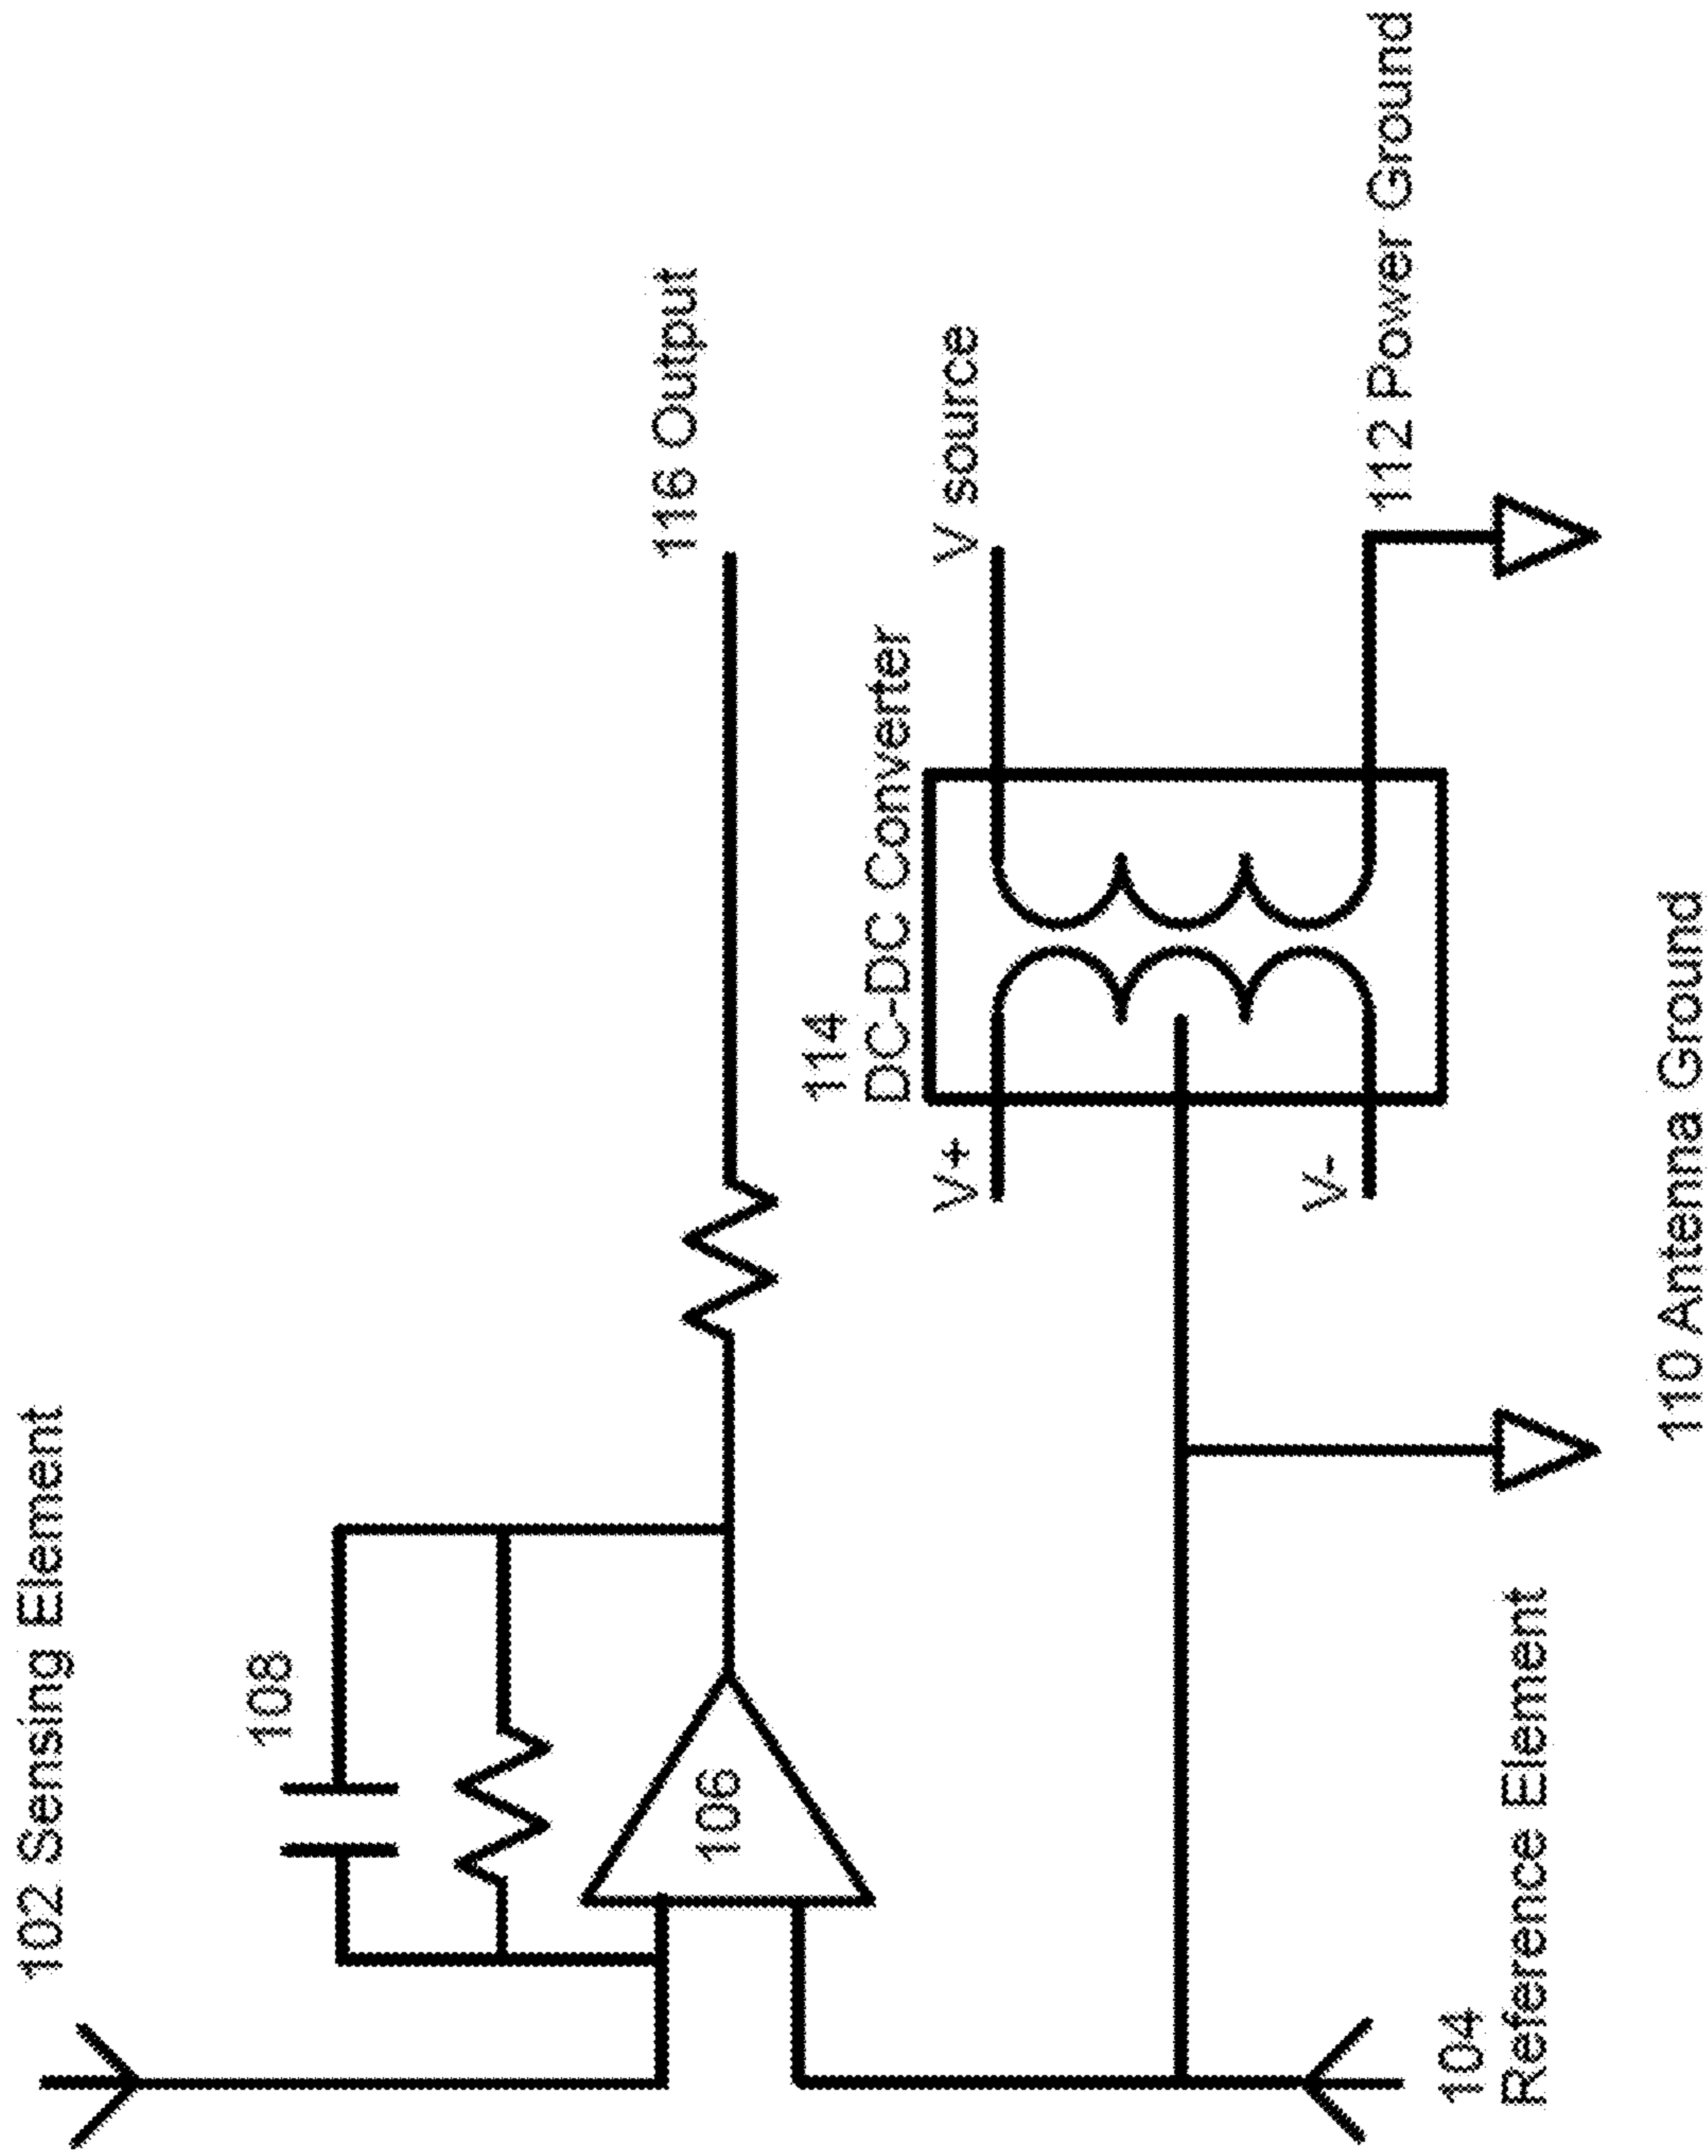 102 Sensing Element
108
106
116 Output
114
DC-DC Converter
V+
V source
V-
112 Power Ground
104
Reference Element
110 Antenna Ground